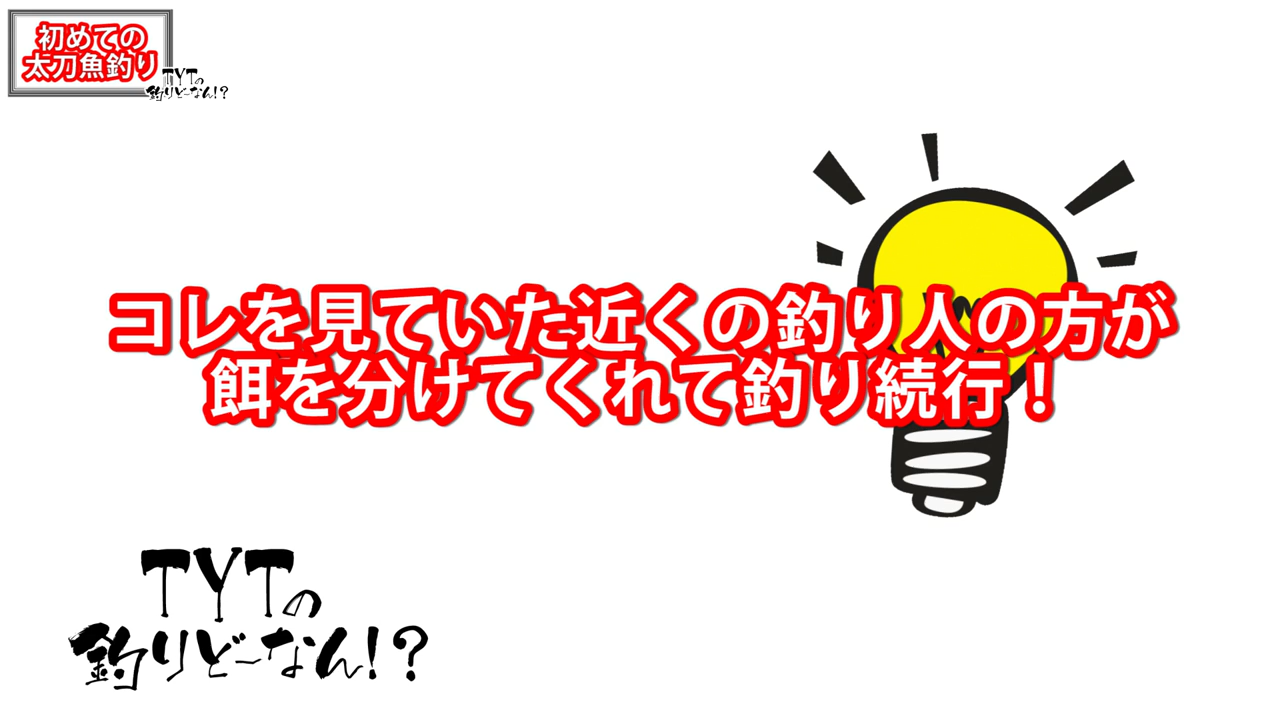 初めての
太刀魚釣り
TYTの
釣りどーなん!?
コレを見ていた近くの釣り人の方が
餌を分けてくれて釣り続行！
TYTの
釣りどーなん!?